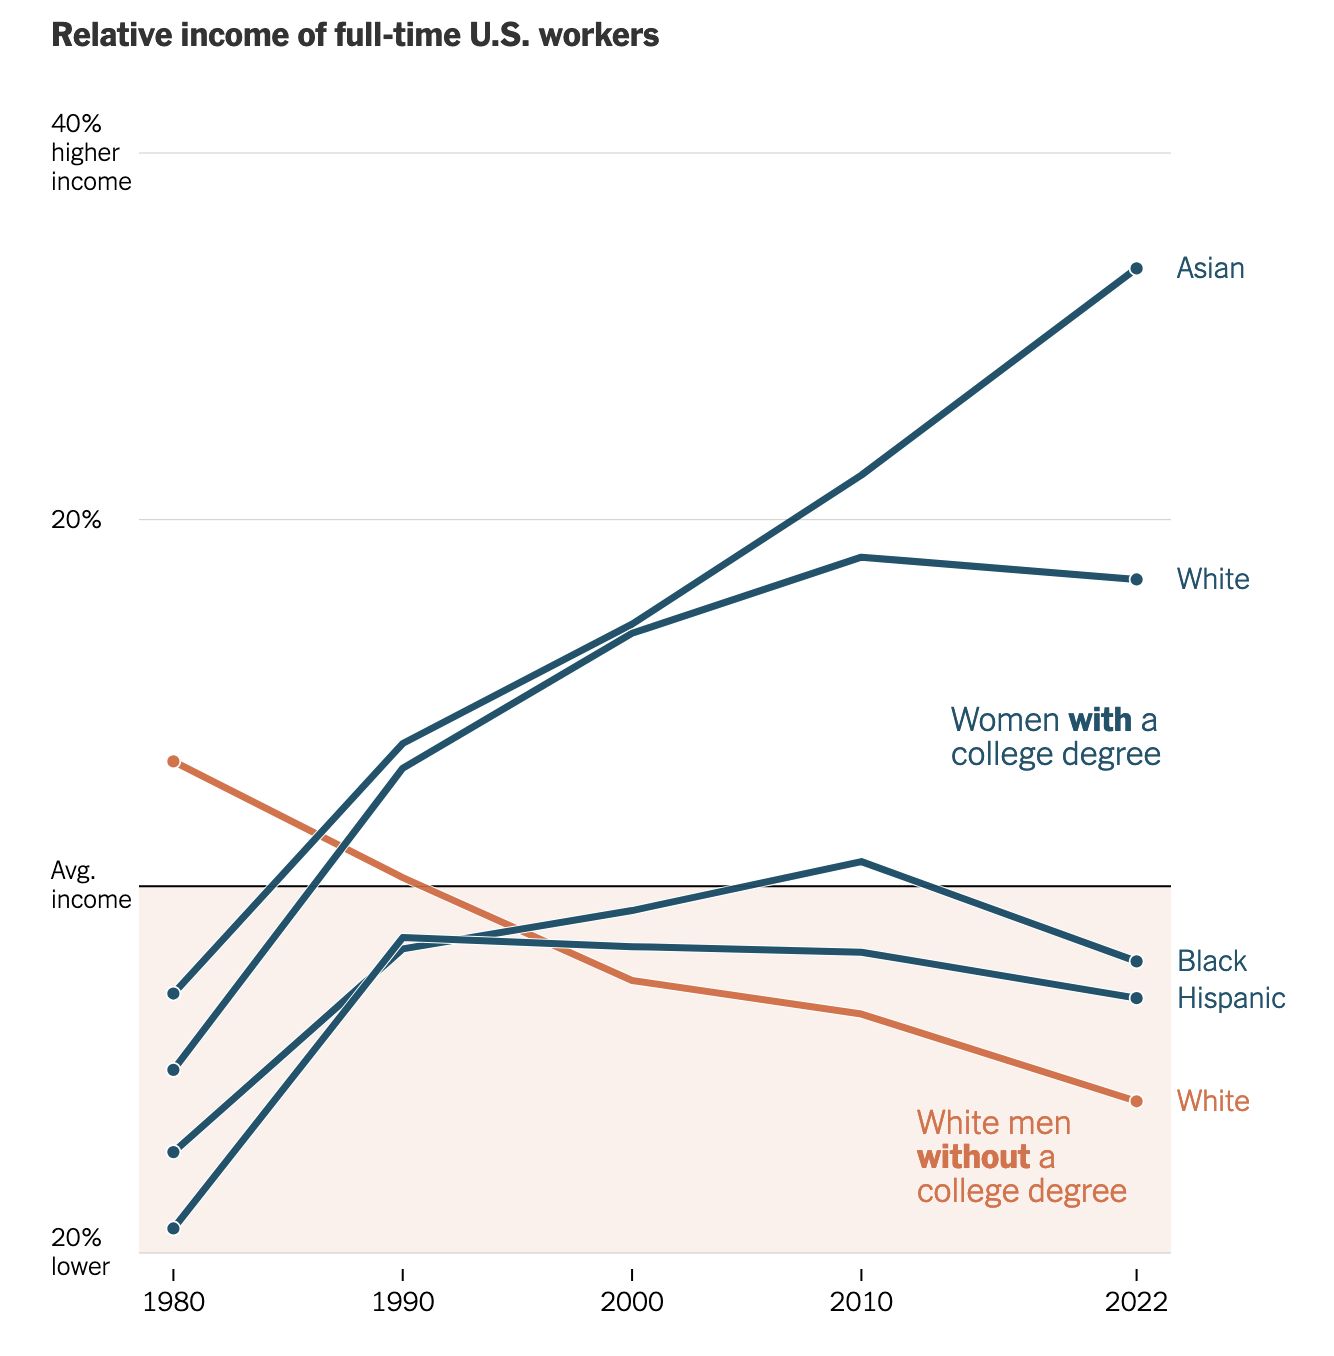 Relative income of full-time U.S. workers
40%
higher
income
Asian
20%
White
Women with a
college degree
Avg.
income
Black
Hispanic
White
White men
without a
college degree
20%
lower
1980 1990 2000 2010 2022